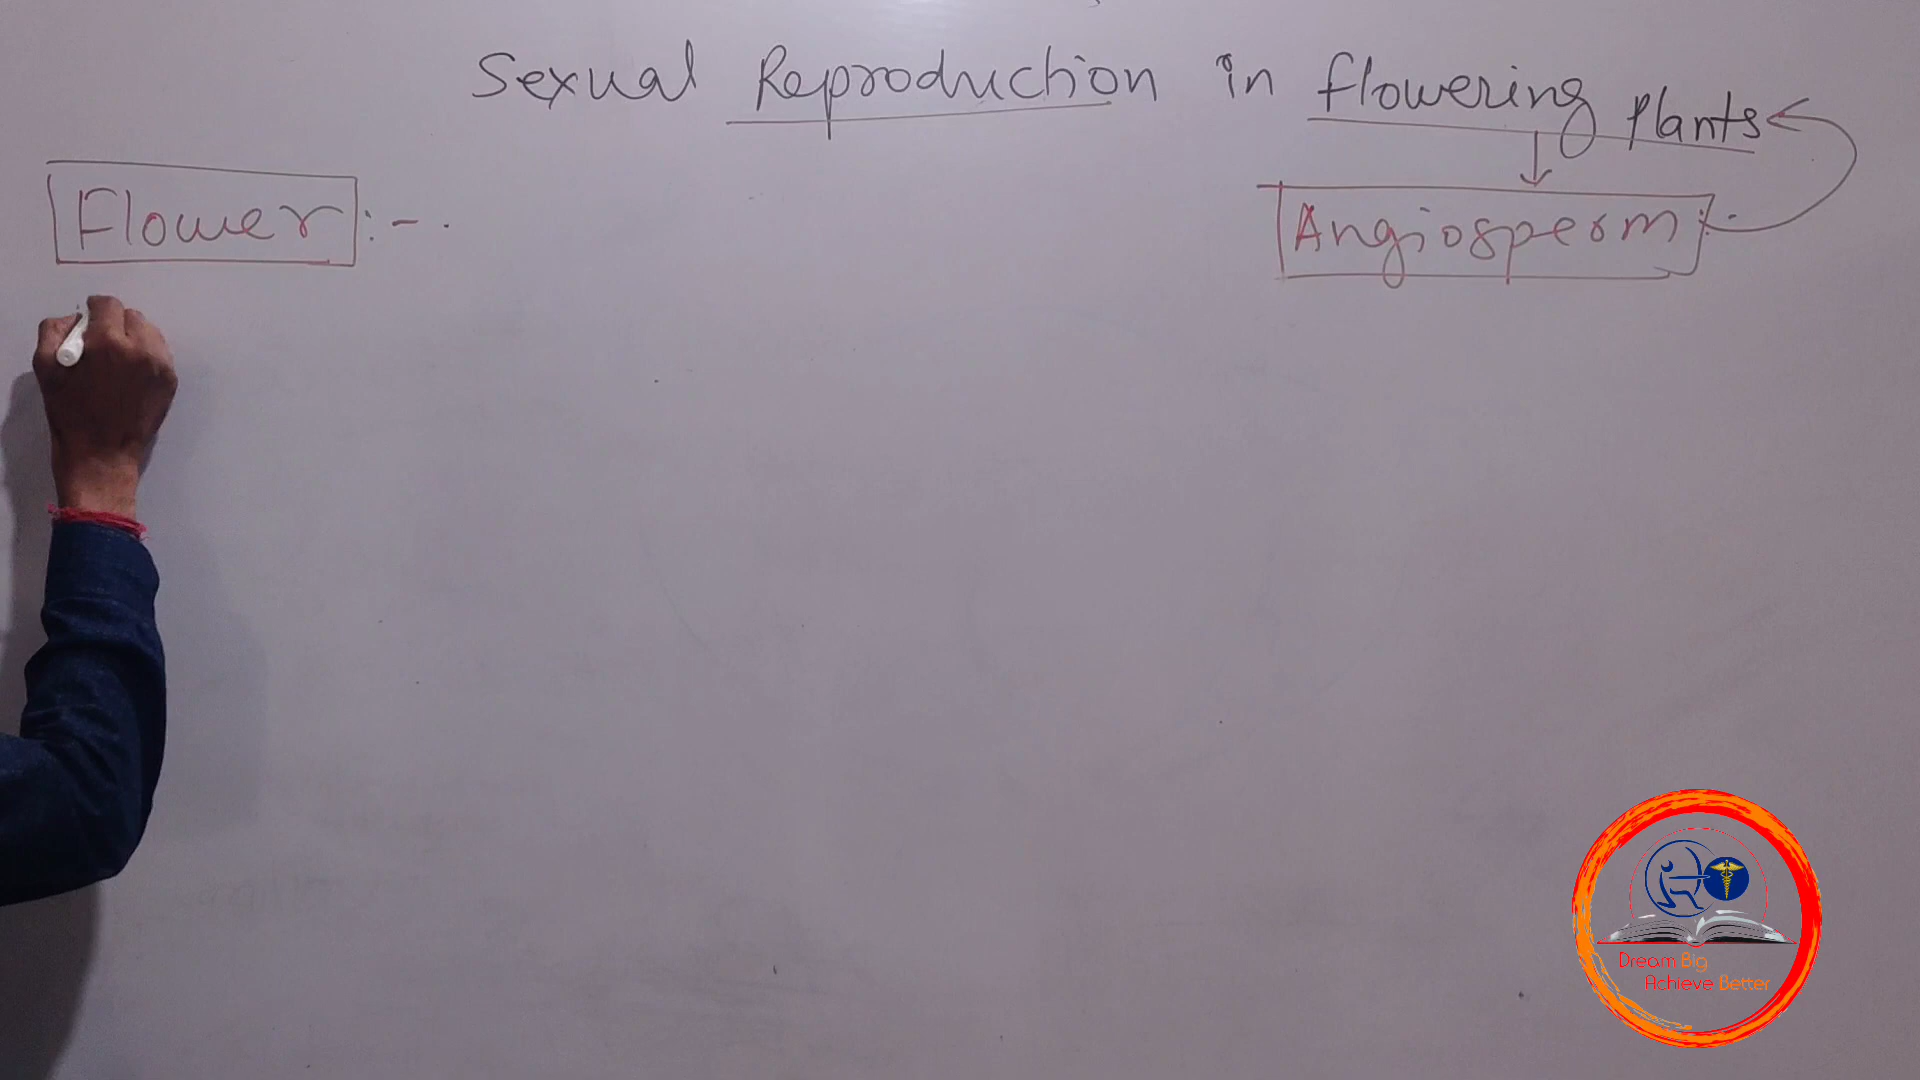 Sexual Reproduction in flowering Plants
Flower :-
Angiosperm :-
Dream Big
Achieve Better